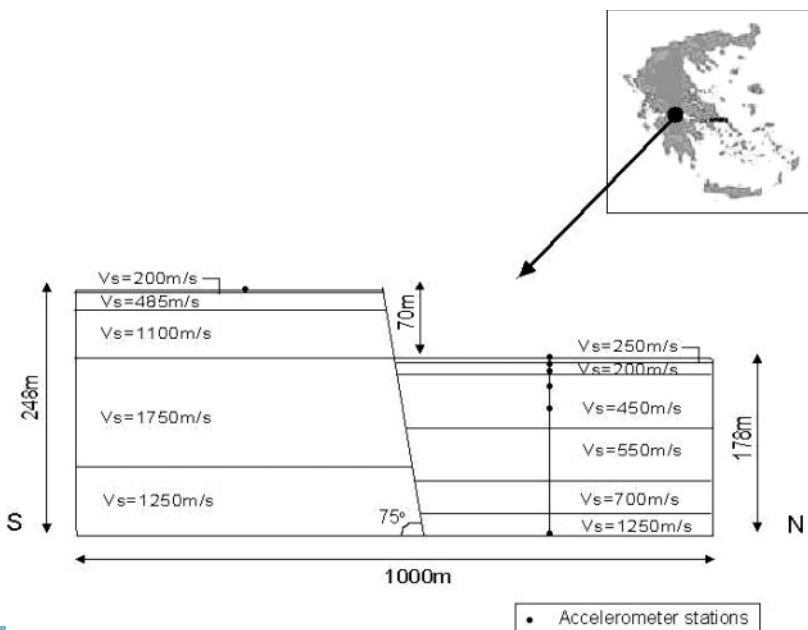 Vs=200m/s
Vs=485m/s
Vs=1100m/s
Vs=1750m/s
Vs=1250m/s
248m
S
75°
70m
Vs=250m/s
Vs=200m/s
Vs=450m/s
Vs=550m/s
Vs=700m/s
Vs=1250m/s
178m
N
1000m
• Accelerometer stations